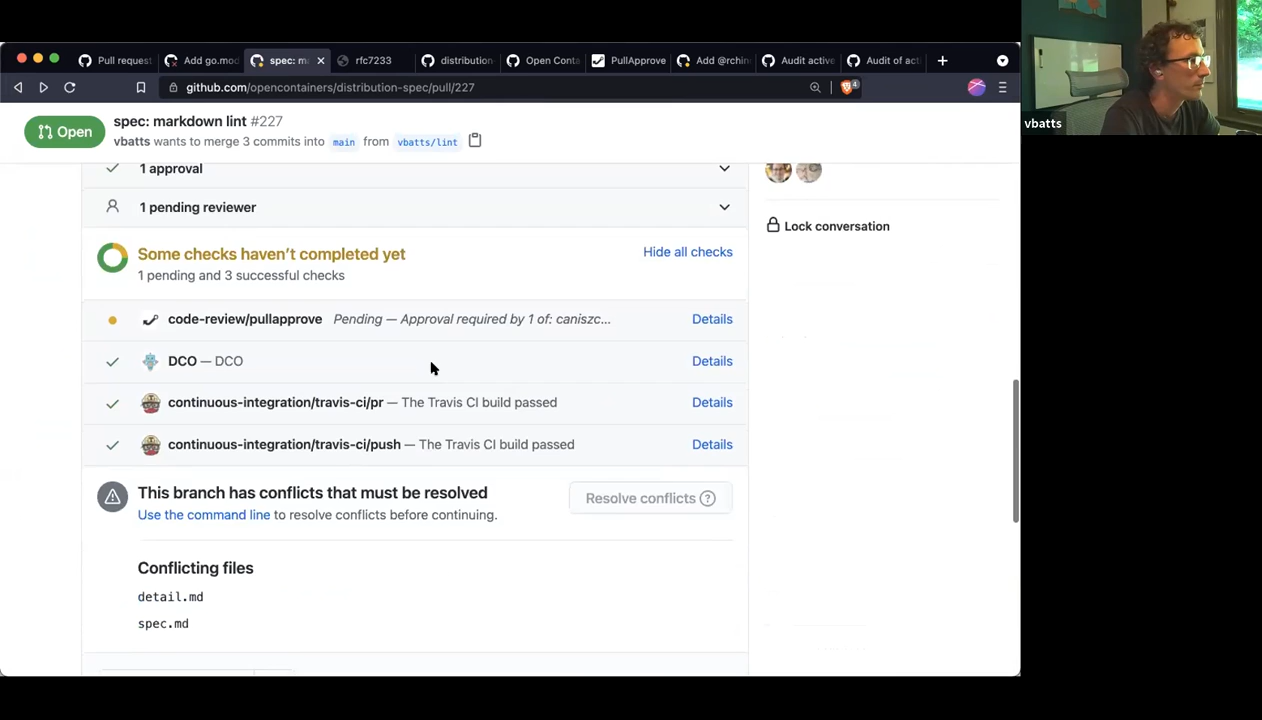 Pull request
Add go.mod
spec: ma
rfc7233
distribution
Open Conta
PullApprove
Add @rchin
Audit active
Audit of acti
github.com/opencontainers/distribution-spec/pull/227
4
Open
spec: markdown lint #227
vbatts wants to merge 3 commits into main from vbatts/lint
1 approval
1 pending reviewer
Lock conversation
Some checks haven't completed yet
Hide all checks
1 pending and 3 successful checks
code-review/pullapprove Pending — Approval required by 1 of: caniszc... Details
DCO — DCO Details
continuous-integration/travis-ci/pr — The Travis CI build passed Details
continuous-integration/travis-ci/push — The Travis CI build passed Details
This branch has conflicts that must be resolved
Resolve conflicts ?
Use the command line to resolve conflicts before continuing.
Conflicting files
detail.md
spec.md
vbatts